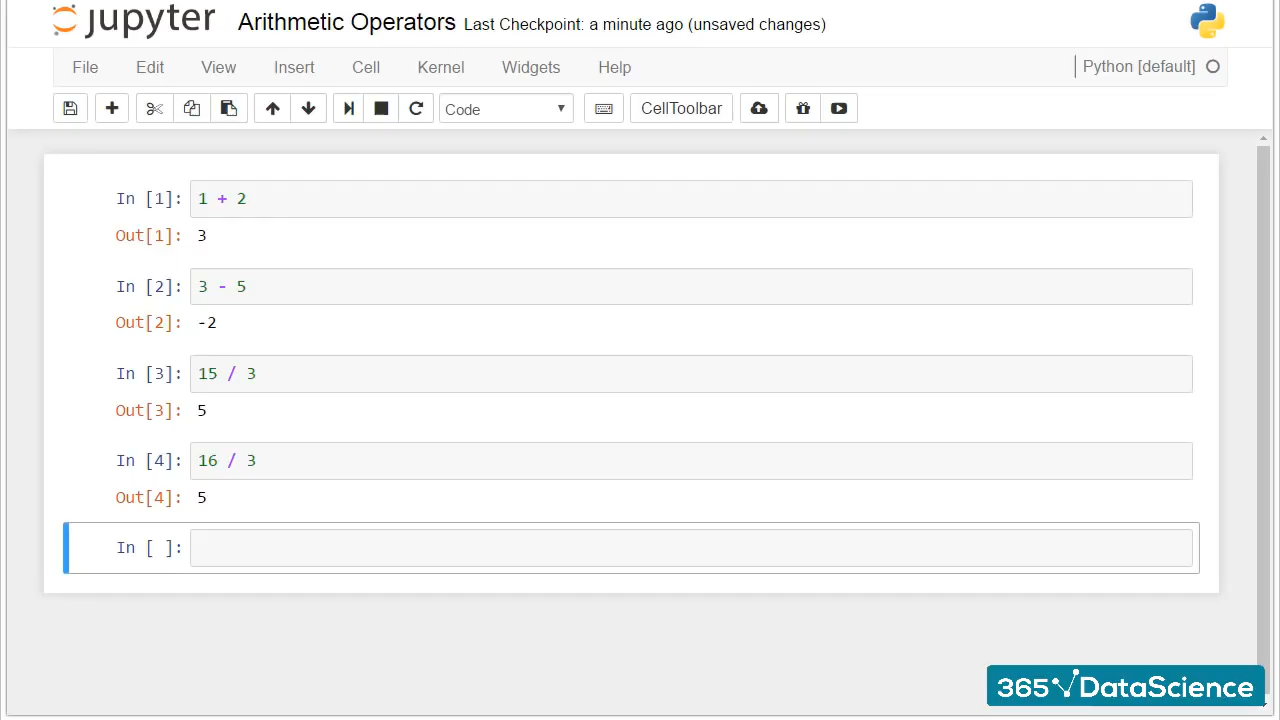 jupyter Arithmetic Operators Last Checkpoint: a minute ago (unsaved changes)
File Edit View Insert Cell Kernel Widgets Help Python [default]
Code CellToolbar
In [1]: 1 + 2
Out[1]: 3
In [2]: 3 - 5
Out[2]: -2
In [3]: 15 / 3
Out[3]: 5
In [4]: 16 / 3
Out[4]: 5
In [ ]:
365 DataScience